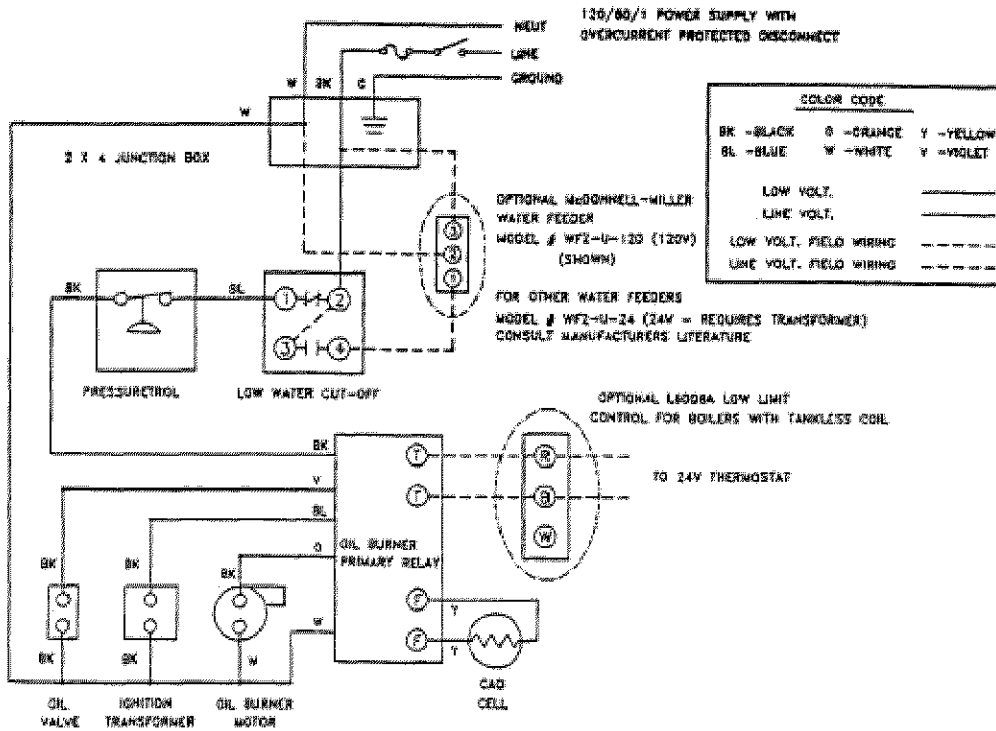 120/60/1 POWER SUPPLY WITH
OVERCURRENT PROTECTED DISCONNECT
NEUT
LINE
GROUND
W BK G
W
2 X 4 JUNCTION BOX
COLOR CODE
BK -BLACK O -ORANGE Y -YELLOW
BL -BLUE W -WHITE V -VIOLET
LOW VOLT.
LINE VOLT.
LOW VOLT. FIELD WIRING
LINE VOLT. FIELD WIRING
OPTIONAL McDONNELL-MILLER
WATER FEEDER
MODEL # WF2-U-120 (120V)
(SHOWN)
FOR OTHER WATER FEEDERS
MODEL # WF2-U-24 (24V - REQUIRES TRANSFORMER)
CONSULT MANUFACTURERS LITERATURE
BK
BL
1 2
3 4
PRESSURETROL
LOW WATER CUT-OFF
OPTIONAL L6006A LOW LIMIT
CONTROL FOR BOILERS WITH TANKLESS COIL
BK
V
BL
O
W
T
T
R
B
W
TO 24V THERMOSTAT
OIL BURNER
PRIMARY RELAY
F
F
Y
Y
CAD
CELL
BK BK BK
BK BK W
OIL
VALVE
IGNITION
TRANSFORMER
OIL BURNER
MOTOR